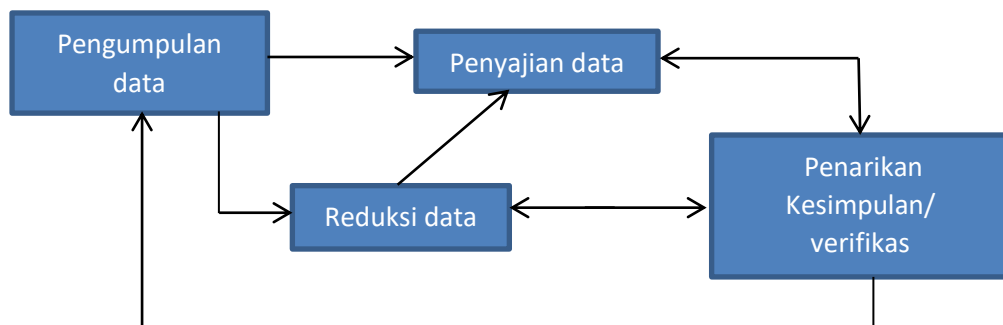 Pengumpulan
data
Penyajian data
Reduksi data
Penarikan
Kesimpulan/
verifikas